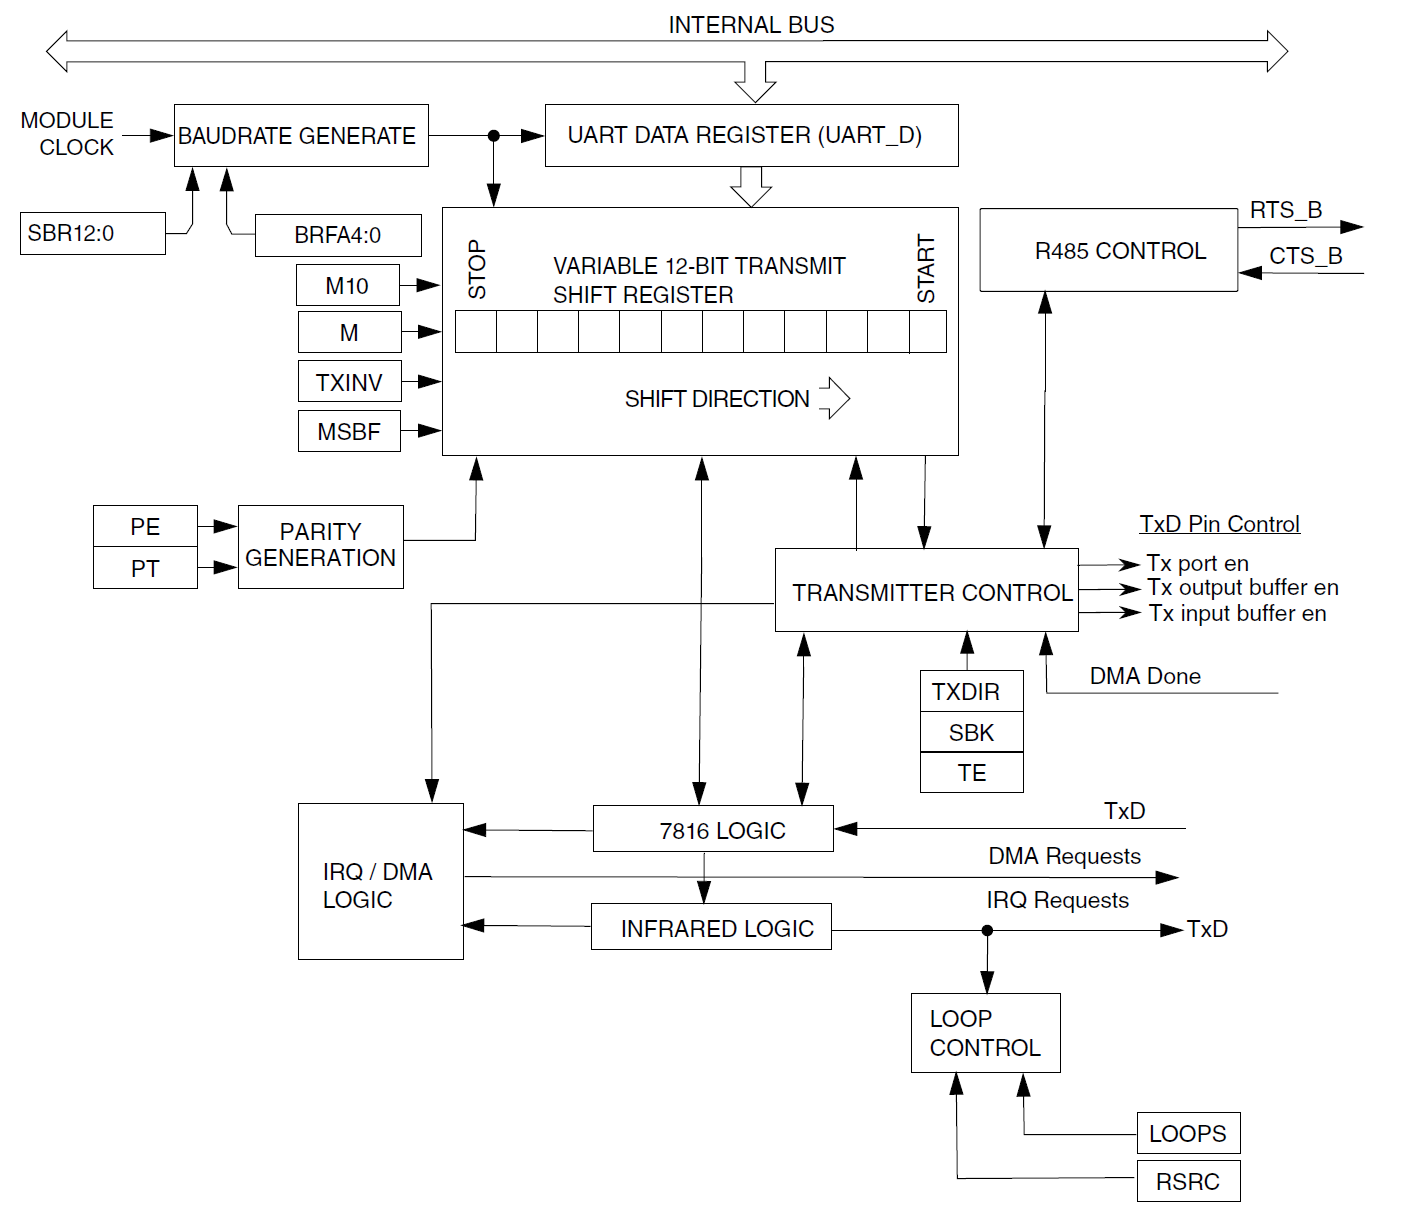 INTERNAL BUS
MODULE
CLOCK
BAUDRATE GENERATE
UART DATA REGISTER (UART_D)
SBR12:0
BRFA4:0
RTS_B
R485 CONTROL
CTS_B
STOP
VARIABLE 12-BIT TRANSMIT
SHIFT REGISTER
START
M10
M
TXINV
SHIFT DIRECTION
MSBF
PE
PT
PARITY
GENERATION
TxD Pin Control
Tx port en
Tx output buffer en
Tx input buffer en
TRANSMITTER CONTROL
DMA Done
TXDIR
SBK
TE
TxD
7816 LOGIC
DMA Requests
IRQ / DMA
LOGIC
IRQ Requests
INFRARED LOGIC
TxD
LOOP
CONTROL
LOOPS
RSRC